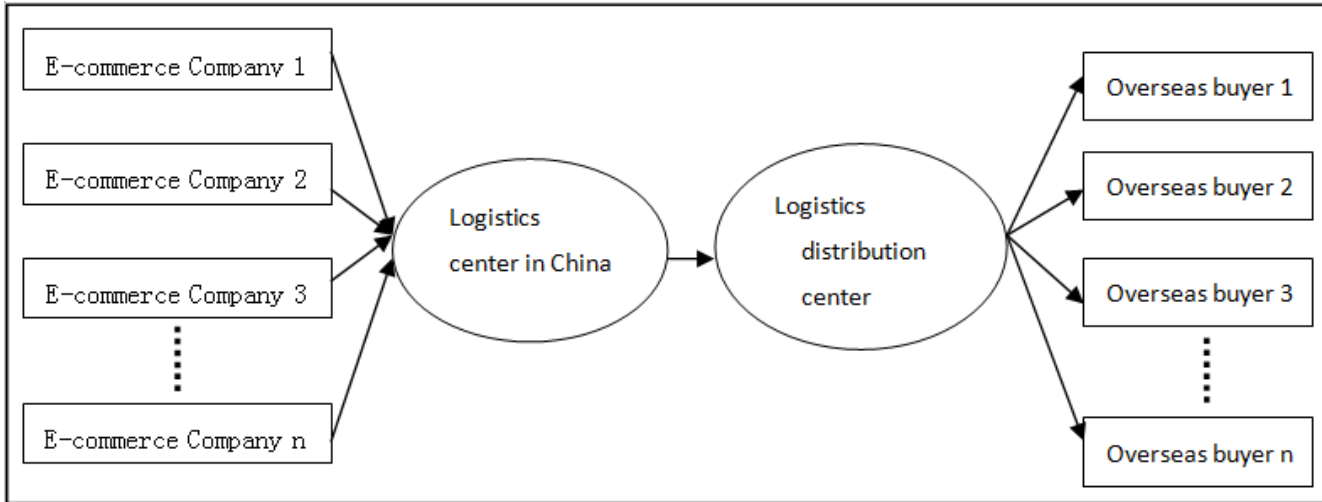 E-commerce Company 1
E-commerce Company 2
E-commerce Company 3
E-commerce Company n
Logistics
center in China
Logistics
distribution
center
Overseas buyer 1
Overseas buyer 2
Overseas buyer 3
Overseas buyer n